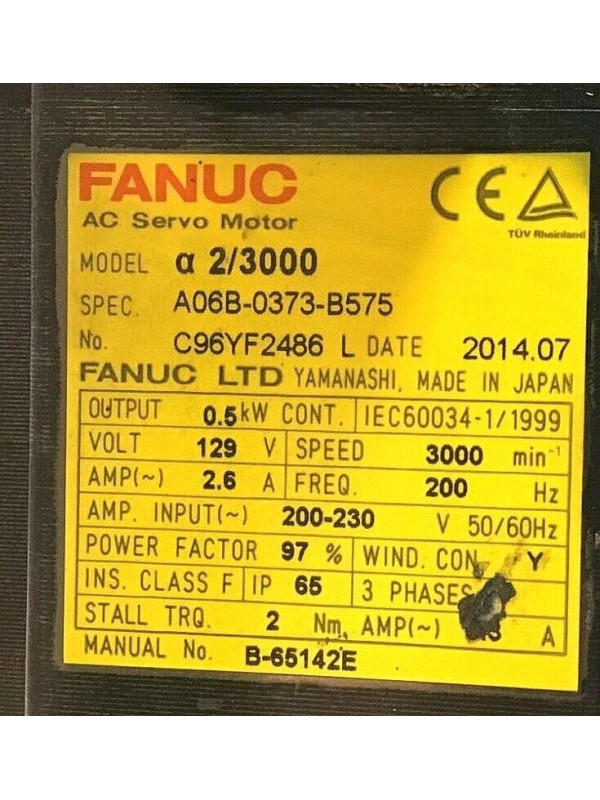 FANUC
CE
AC Servo Motor
TÜV Rheinland
MODEL α 2/3000
SPEC. A06B-0373-B575
No. C96YF2486 L DATE 2014.07
FANUC LTD YAMANASHI, MADE IN JAPAN
OUTPUT 0.5kW CONT. IEC60034-1/1999
VOLT 129 V SPEED 3000 min⁻¹
AMP(~) 2.6 A FREQ. 200 Hz
AMP. INPUT(~) 200-230 V 50/60Hz
POWER FACTOR 97 % WIND. CON. Y
INS. CLASS F IP 65 3 PHASES
STALL TRQ. 2 Nm, AMP(~) A
MANUAL No. B-65142E